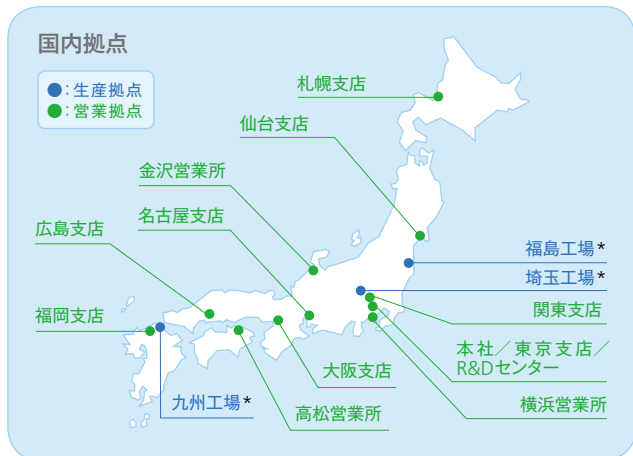 国内拠点
●:生産拠点
●:営業拠点
札幌支店
仙台支店
金沢営業所
名古屋支店
広島支店
福岡支店
福島工場*
埼玉工場*
関東支店
本社／東京支店／
R&Dセンター
横浜営業所
大阪支店
高松営業所
九州工場*